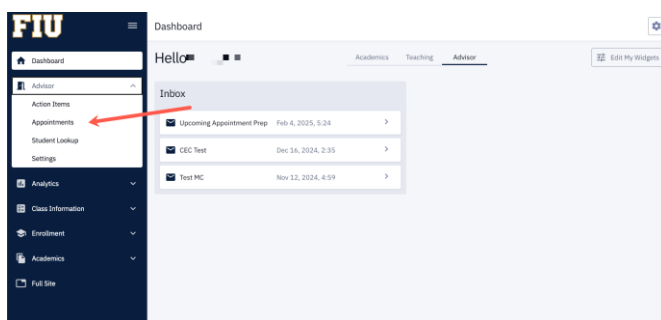 FIU
Dashboard
Advisor
Action Items
Appointments
Student Lookup
Settings
Analytics
Class Information
Enrollment
Academics
Full Site
Dashboard
Hello
Academics Teaching Advisor
Edit My Widgets
Inbox
Upcoming Appointment Prep Feb 4, 2025, 5:24
CEC Test Dec 16, 2024, 2:35
Test MC Nov 12, 2024, 4:59